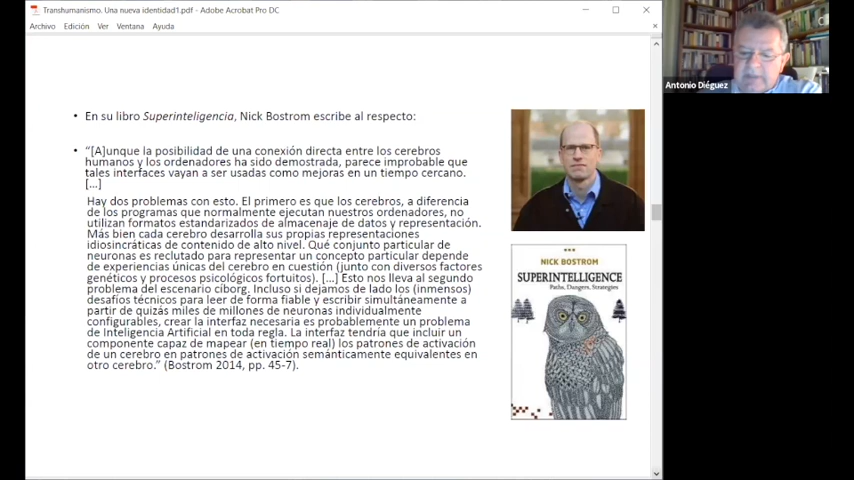 Transhumanismo. Una nueva identidad1.pdf - Adobe Acrobat Pro DC
Archivo Edición Ver Ventana Ayuda
• En su libro Superinteligencia, Nick Bostrom escribe al respecto:
• “[A]unque la posibilidad de una conexión directa entre los cerebros
humanos y los ordenadores ha sido demostrada, parece improbable que
tales interfaces vayan a ser usadas como mejoras en un tiempo cercano.
[…]
Hay dos problemas con esto. El primero es que los cerebros, a diferencia
de los programas que normalmente ejecutan nuestros ordenadores, no
utilizan formatos estandarizados de almacenaje de datos y representación.
Más bien cada cerebro desarrolla sus propias representaciones
idiosincráticas de contenido de alto nivel. Qué conjunto particular de
neuronas es reclutado para representar un concepto particular depende
de experiencias únicas del cerebro en cuestión (junto con diversos factores
genéticos y procesos psicológicos fortuitos). […] Esto nos lleva al segundo
problema del escenario cíborg. Incluso si dejamos de lado los (inmensos)
desafíos técnicos para leer de forma fiable y escribir simultáneamente a
partir de quizás miles de millones de neuronas individualmente
configurables, crear la interfaz necesaria es probablemente un problema
de Inteligencia Artificial en toda regla. La interfaz tendría que incluir un
componente capaz de mapear (en tiempo real) los patrones de activación
de un cerebro en patrones de activación semánticamente equivalentes en
otro cerebro.” (Bostrom 2014, pp. 45-7).
NICK BOSTROM
SUPERINTELLIGENCE
Paths, Dangers, Strategies
Antonio Diéguez